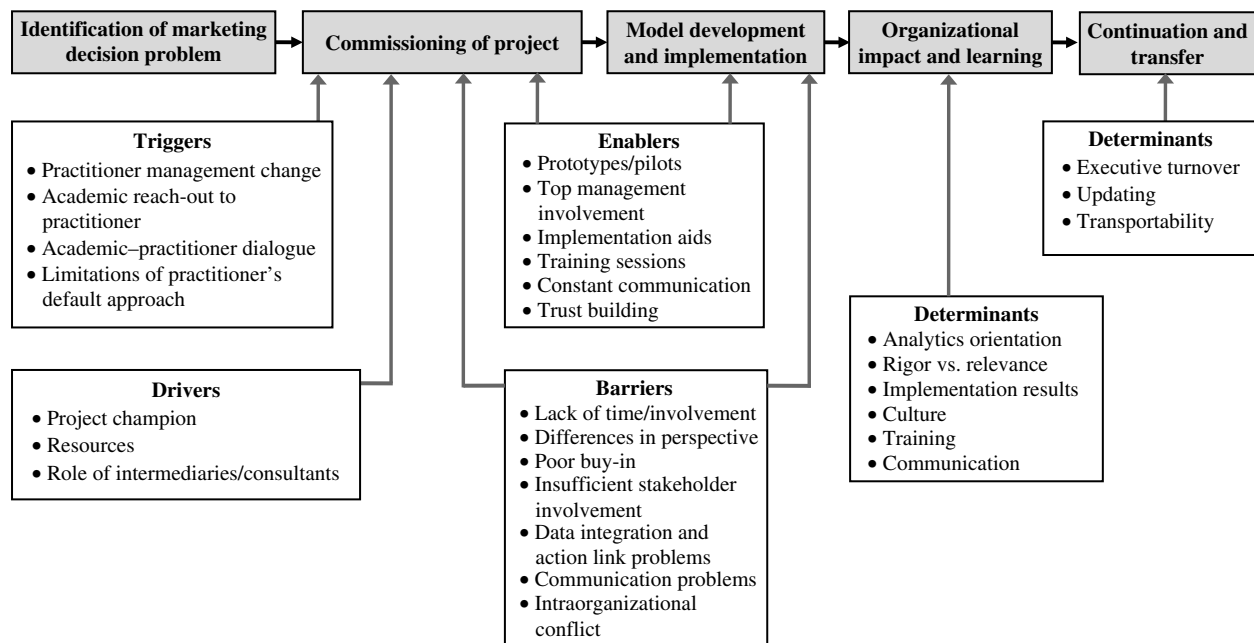 Identification of marketing
decision problem
Commissioning of project
Model development
and implementation
Organizational
impact and learning
Continuation and
transfer
Triggers
• Practitioner management change
• Academic reach-out to
practitioner
• Academic–practitioner dialogue
• Limitations of practitioner’s
default approach
Drivers
• Project champion
• Resources
• Role of intermediaries/consultants
Enablers
• Prototypes/pilots
• Top management
involvement
• Implementation aids
• Training sessions
• Constant communication
• Trust building
Barriers
• Lack of time/involvement
• Differences in perspective
• Poor buy-in
• Insufficient stakeholder
involvement
• Data integration and
action link problems
• Communication problems
• Intraorganizational
conflict
Determinants
• Analytics orientation
• Rigor vs. relevance
• Implementation results
• Culture
• Training
• Communication
Determinants
• Executive turnover
• Updating
• Transportability